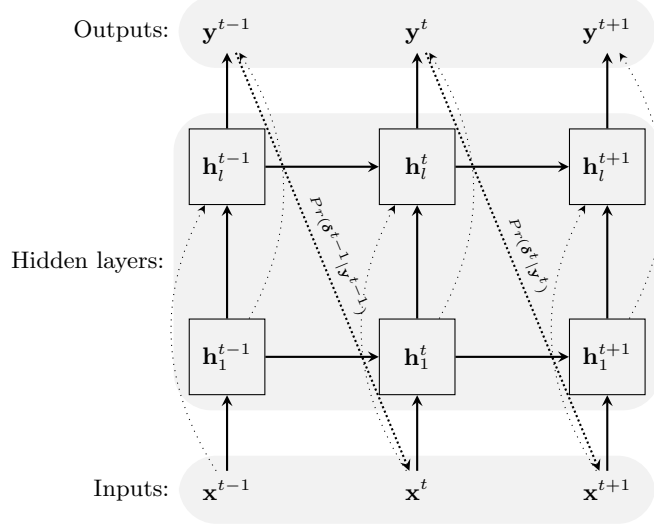 Outputs: y^{t−1} y^{t} y^{t+1}
h_l^{t−1} h_l^{t} h_l^{t+1}
Pr(δ^{t−1}|y^{t−1}) Pr(δ^{t}|y^{t})
Hidden layers:
h_1^{t−1} h_1^{t} h_1^{t+1}
Inputs: x^{t−1} x^{t} x^{t+1}